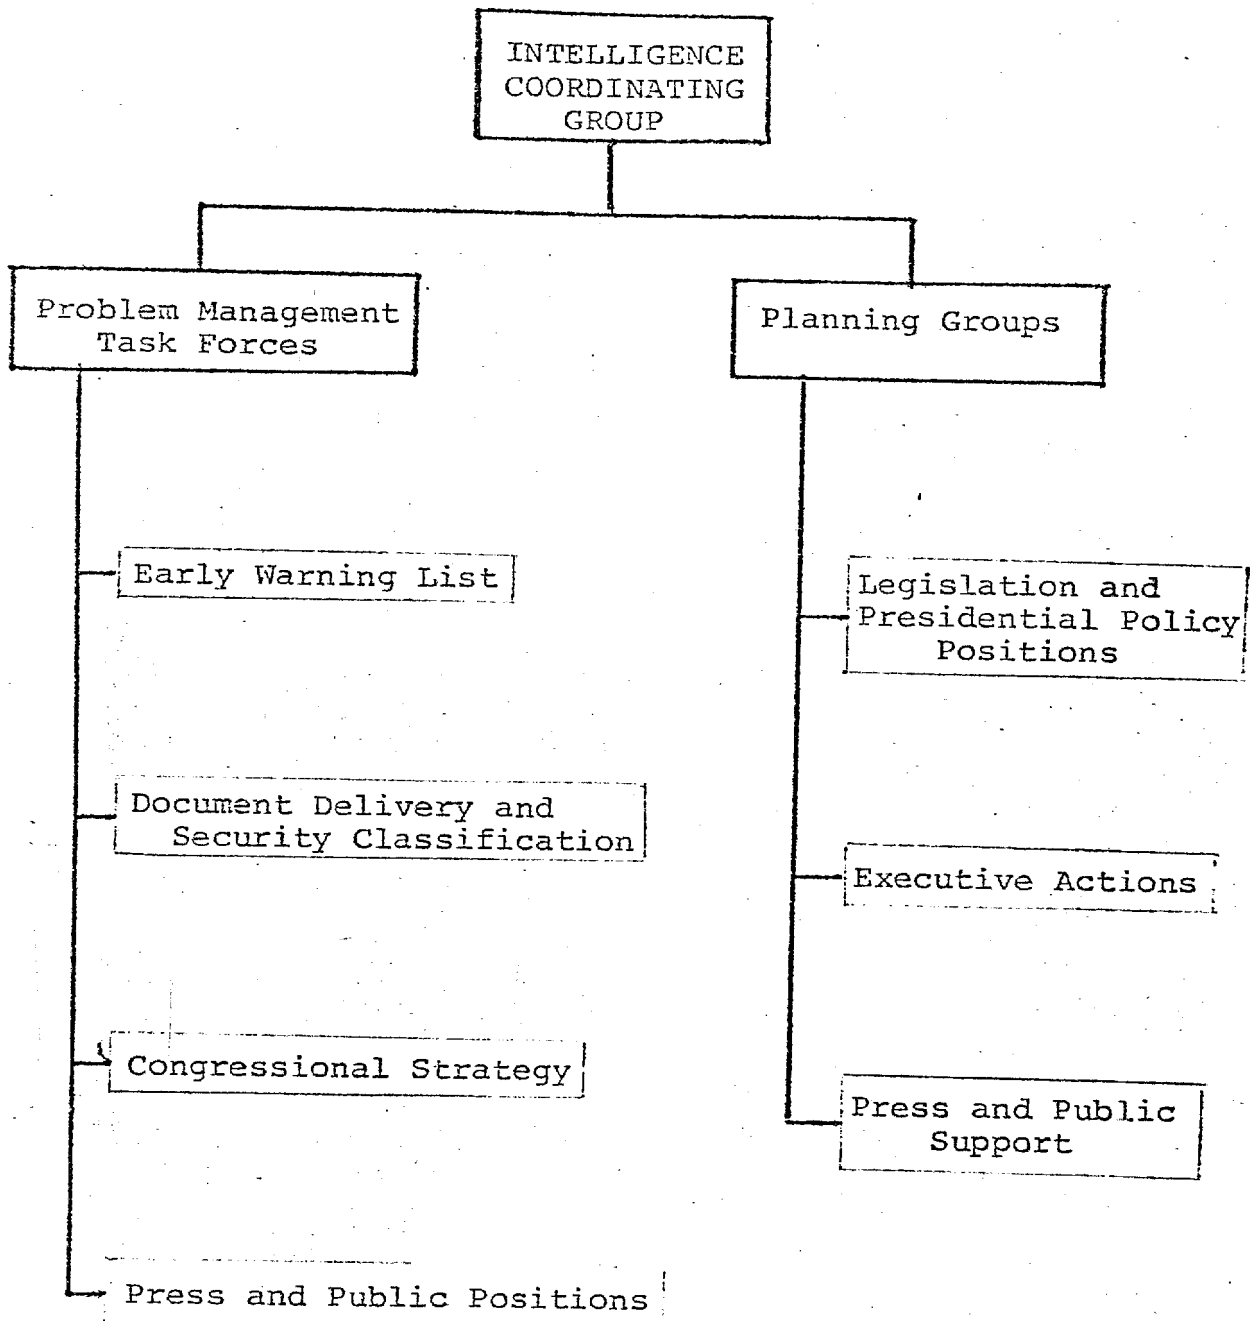 INTELLIGENCE
COORDINATING
GROUP
Problem Management
Task Forces
Planning Groups
Early Warning List
Document Delivery and
Security Classification
Congressional Strategy
Press and Public Positions
Legislation and
Presidential Policy
Positions
Executive Actions
Press and Public
Support